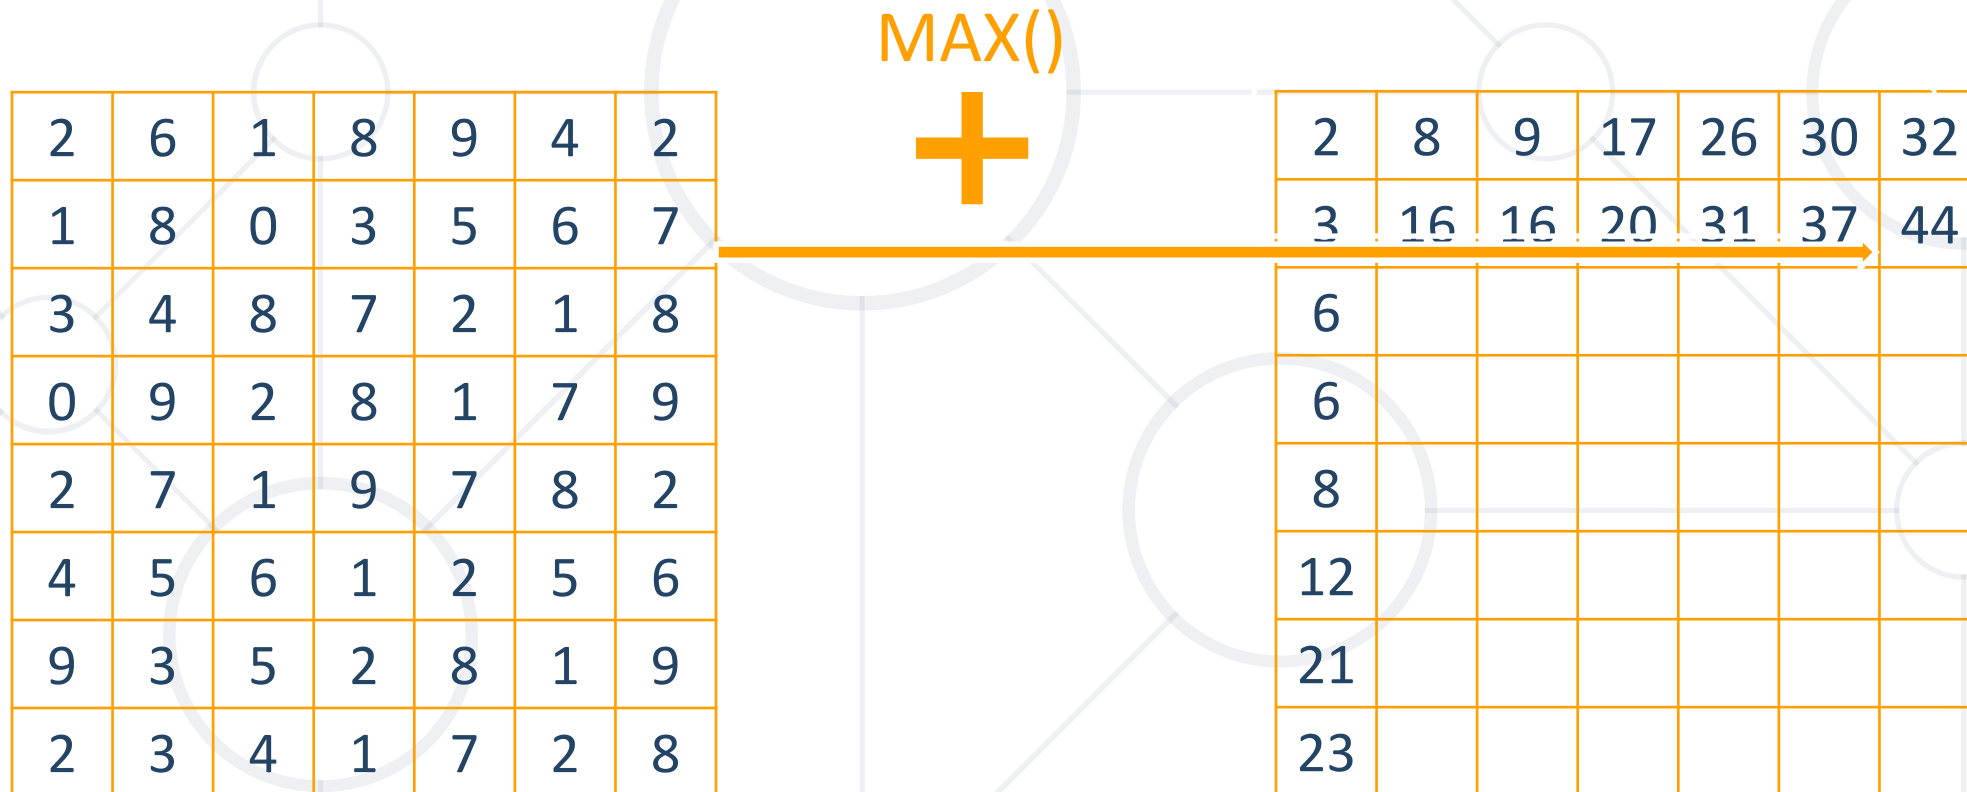 MAX()
2 6 1 8 9 4 2
1 8 0 3 5 6 7
3 4 8 7 2 1 8
0 9 2 8 1 7 9
2 7 1 9 7 8 2
4 5 6 1 2 5 6
9 3 5 2 8 1 9
2 3 4 1 7 2 8
2 8 9 17 26 30 32
3 16 16 20 31 37 44
6
6
8
12
21
23